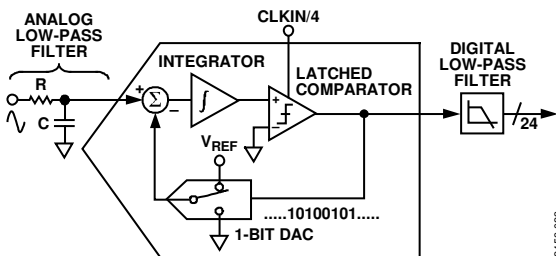 ANALOG
LOW-PASS
FILTER
CLKIN/4
INTEGRATOR
LATCHED
COMPARATOR
DIGITAL
LOW-PASS
FILTER
R
C
+
Σ
–
∫
+
–
24
VREF
.....10100101.....
1-BIT DAC